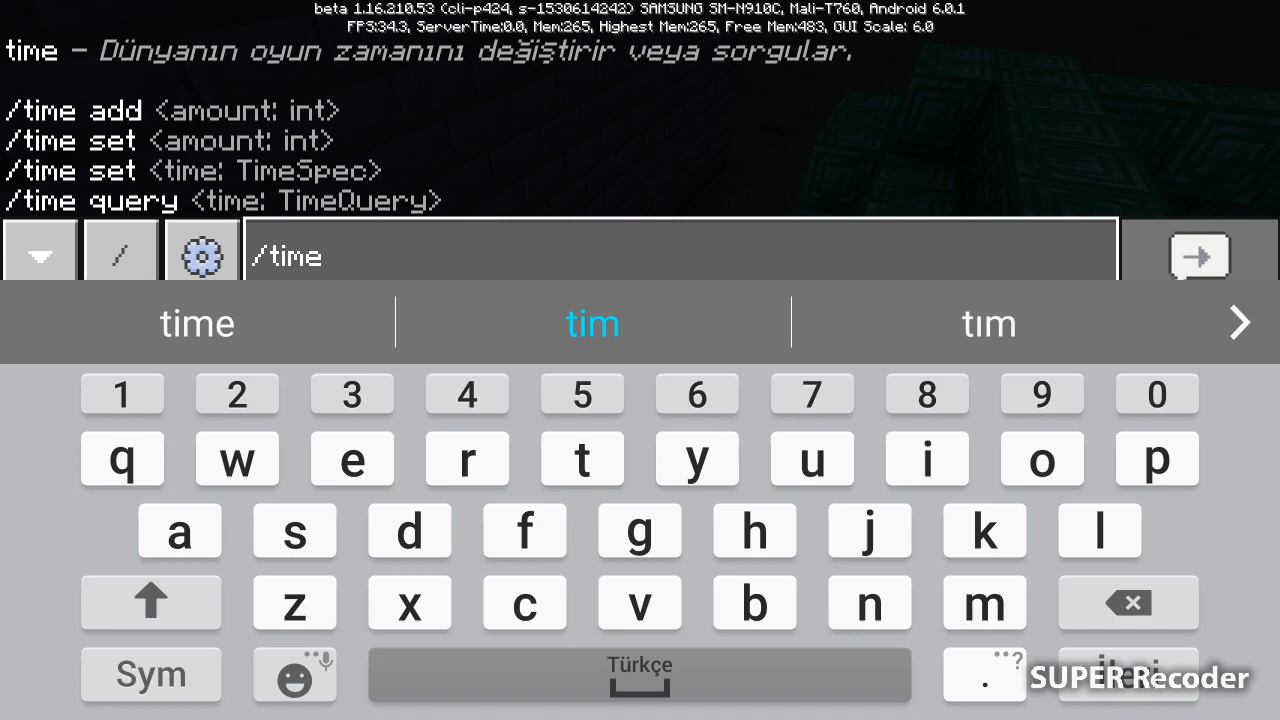 beta 1.16.210.53 (cli-p424, s-1530614242) SAMSUNG SM-N910C, Mali-T760, Android 6.0.1
FPS:34.3, ServerTime:0.0, Mem:265, Highest Mem:265, Free Mem:483, GUI Scale: 6.0
time – Dünyanın oyun zamanını değiştirir veya sorgular.
/time add <amount: int>
/time set <amount: int>
/time set <time: TimeSpec>
/time query <time: TimeQuery>
/ /time
time tim tım
1 2 3 4 5 6 7 8 9 0
q w e r t y u i o p
a s d f g h j k l
z x c v b n m
Sym Türkçe . ? İleri
SUPER Recoder